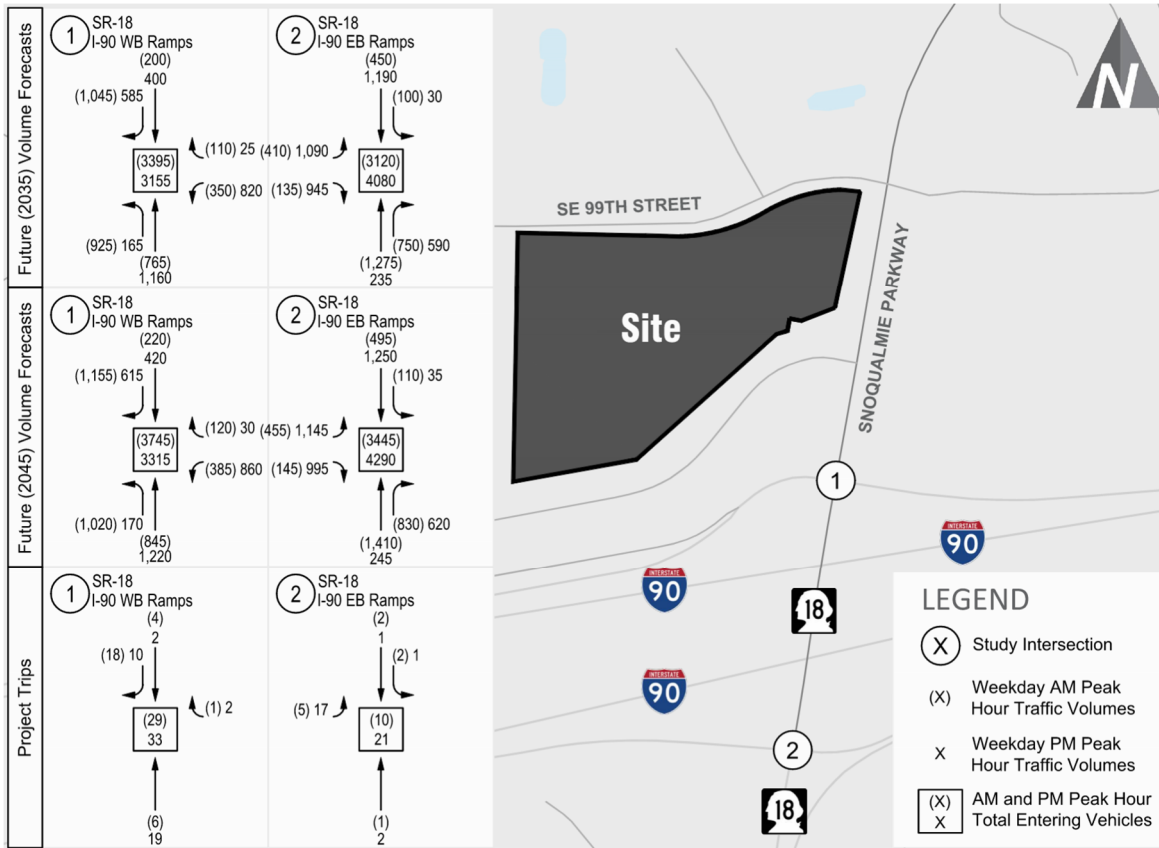 Future (2035) Volume Forecasts
1
SR-18
I-90 WB Ramps
(200)
400
(1,045) 585
(110) 25
(3395)
3155
(350) 820
(925) 165
(765)
1,160
2
SR-18
I-90 EB Ramps
(450)
1,190
(100) 30
(410) 1,090
(3120)
4080
(135) 945
(750) 590
(1,275)
235
Future (2045) Volume Forecasts
1
SR-18
I-90 WB Ramps
(220)
420
(1,155) 615
(120) 30
(3745)
3315
(385) 860
(1,020) 170
(845)
1,220
2
SR-18
I-90 EB Ramps
(495)
1,250
(110) 35
(455) 1,145
(3445)
4290
(145) 995
(830) 620
(1,410)
245
Project Trips
1
SR-18
I-90 WB Ramps
(4)
2
(18) 10
(1) 2
(29)
33
(6)
19
2
SR-18
I-90 EB Ramps
(2)
1
(2) 1
(5) 17
(10)
21
(1)
2
N
SE 99TH STREET
Site
SNOQUALMIE PARKWAY
1
INTERSTATE
90
INTERSTATE
90
18
INTERSTATE
90
2
18
LEGEND
X Study Intersection
(X) Weekday AM Peak
Hour Traffic Volumes
X Weekday PM Peak
Hour Traffic Volumes
(X) AM and PM Peak Hour
X Total Entering Vehicles